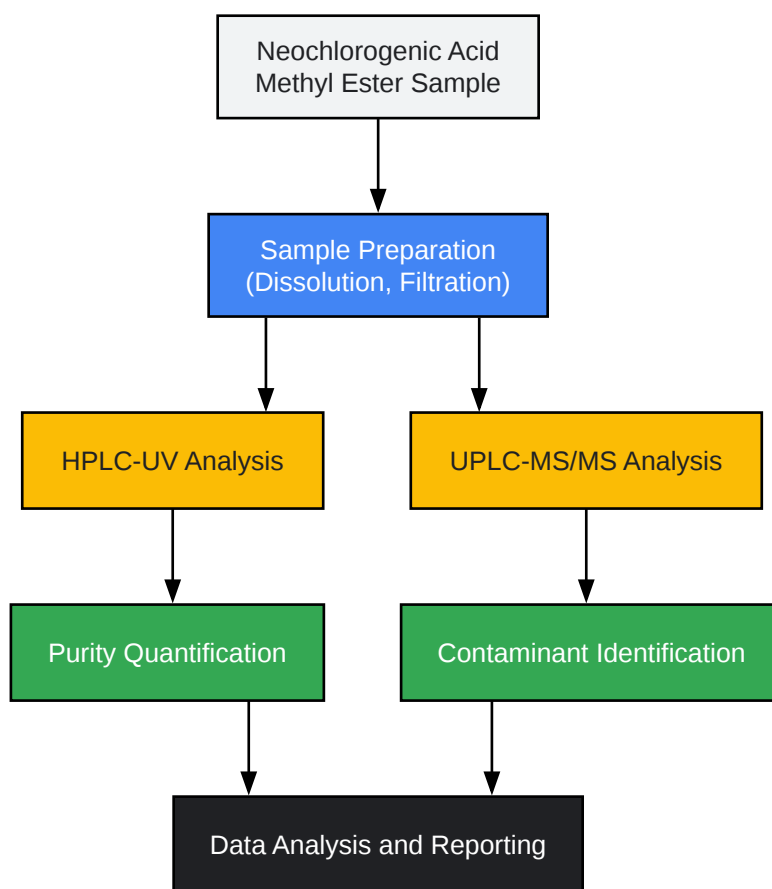 Neochlorogenic Acid
Methyl Ester Sample
Sample Preparation
(Dissolution, Filtration)
HPLC-UV Analysis
UPLC-MS/MS Analysis
Purity Quantification
Contaminant Identification
Data Analysis and Reporting